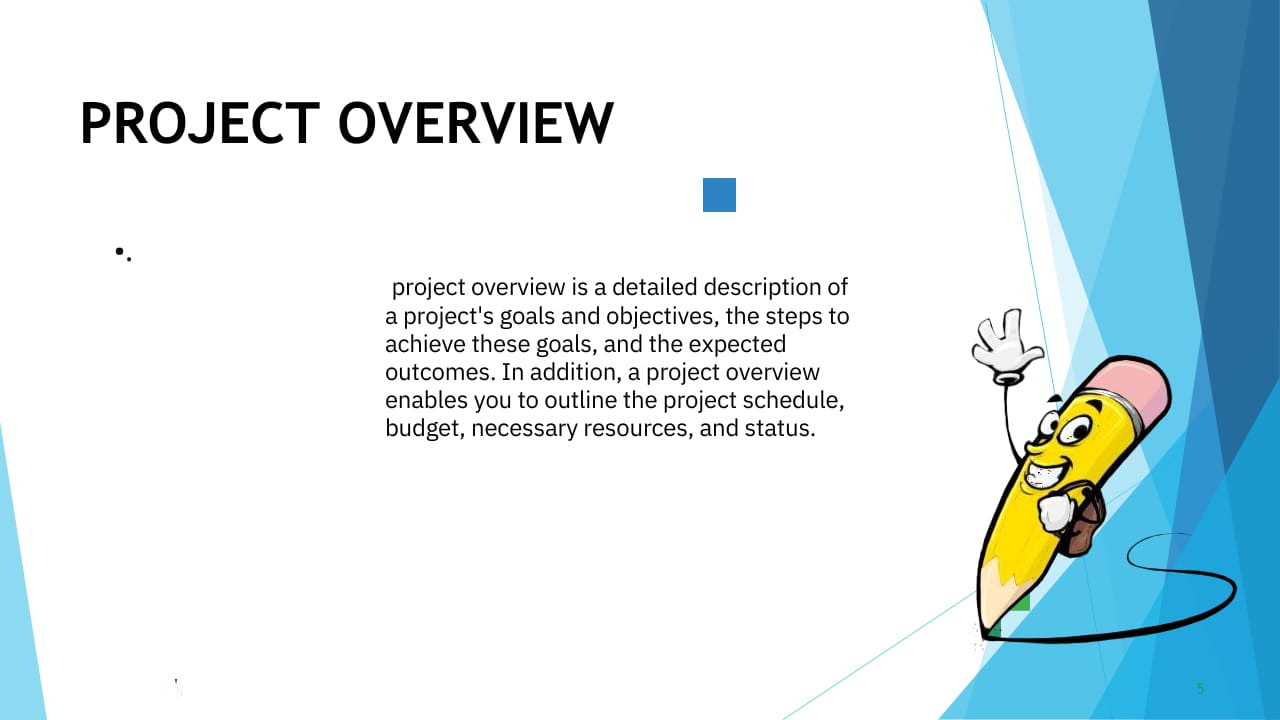 PROJECT OVERVIEW
project overview is a detailed description of
a project's goals and objectives, the steps to
achieve these goals, and the expected
outcomes. In addition, a project overview
enables you to outline the project schedule,
budget, necessary resources, and status.
5